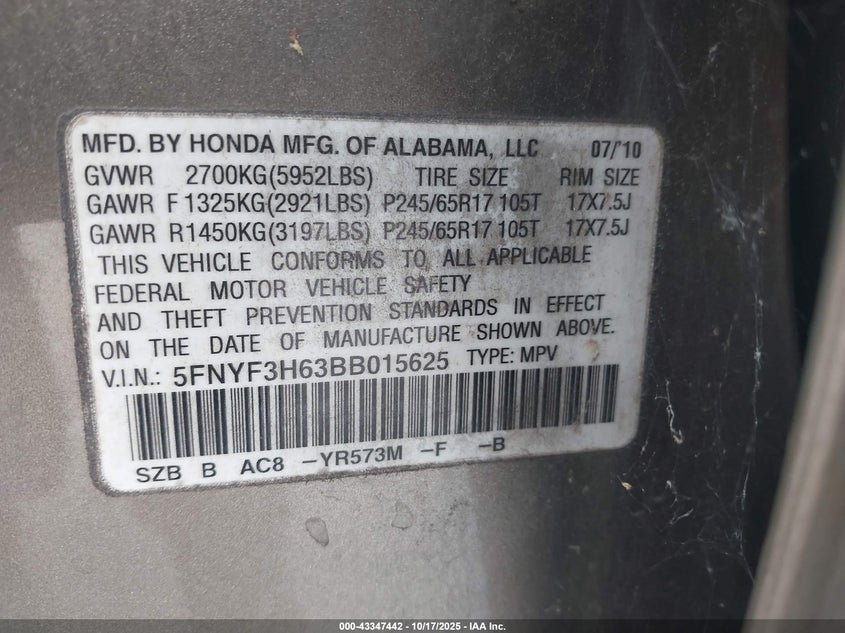 MFD. BY HONDA MFG. OF ALABAMA, LLC 07/'10
GVWR 2700KG(5952LBS) TIRE SIZE RIM SIZE
GAWR F 1325KG(2921LBS) P245/65R17 105T 17X7.5J
GAWR R1450KG(3197LBS) P245/65R17 105T 17X7.5J
THIS VEHICLE CONFORMS TO ALL APPLICABLE
FEDERAL MOTOR VEHICLE SAFETY
AND THEFT PREVENTION STANDARDS IN EFFECT
ON THE DATE OF MANUFACTURE SHOWN ABOVE.
V.I.N.: 5FNYF3H63BB015625 TYPE: MPV
SZB B AC8 -YR573M -F -B
000-43347442 - 10/17/2025 - IAA Inc.